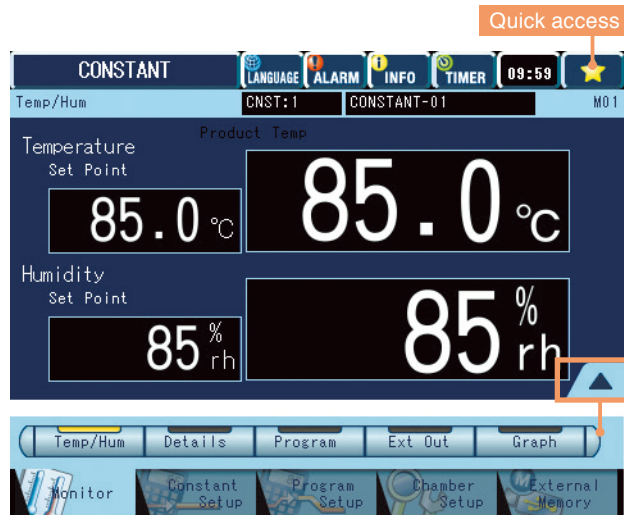 Quick access
CONSTANT LANGUAGE ALARM INFO TIMER 09:59
Temp/Hum CNST:1 CONSTANT-01 M01
Product Temp
Temperature
Set Point
85.0 °C 85.0 °C
Humidity
Set Point
85 % rh 85 % rh
Temp/Hum Details Program Ext Out Graph
Monitor Constant Setup Program Setup Chamber Setup External Memory